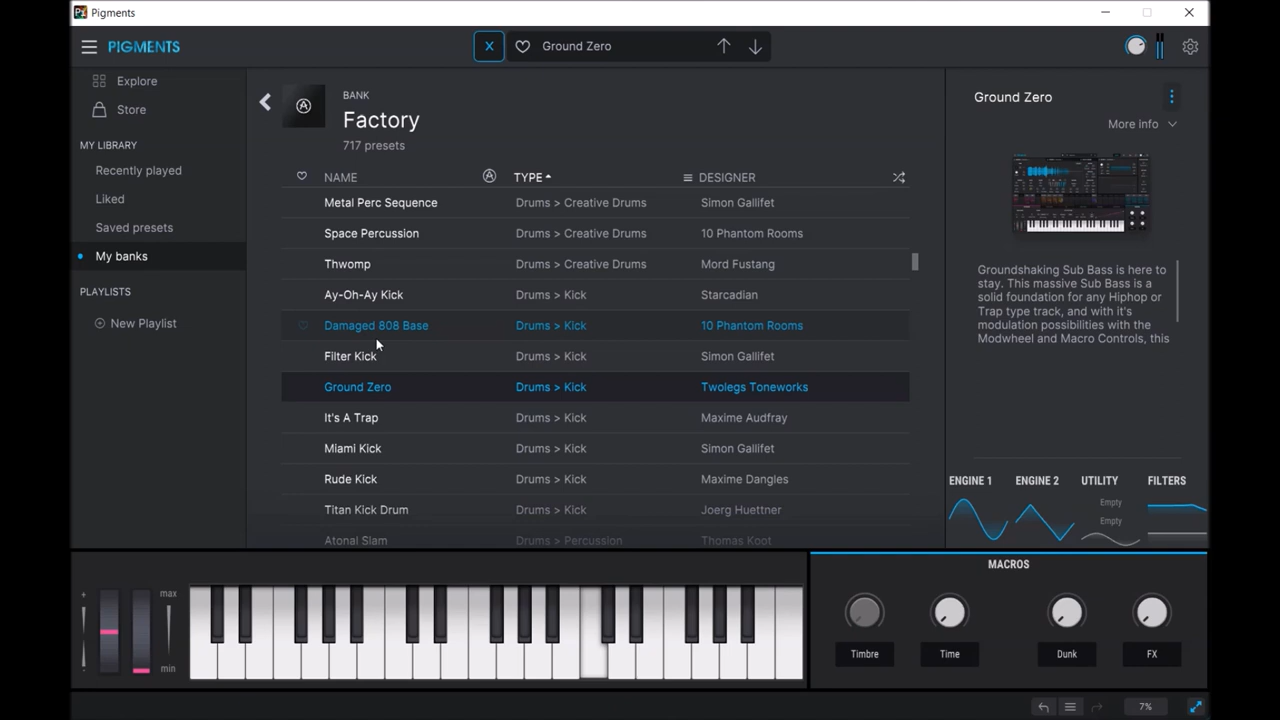 Pigments
PIGMENTS
X
Ground Zero
Explore
Store
MY LIBRARY
Recently played
Liked
Saved presets
My banks
PLAYLISTS
New Playlist
BANK
Factory
717 presets
NAME TYPE DESIGNER
Metal Perc Sequence Drums > Creative Drums Simon Gallifet
Space Percussion Drums > Creative Drums 10 Phantom Rooms
Thwomp Drums > Creative Drums Mord Fustang
Ay-Oh-Ay Kick Drums > Kick Starcadian
Damaged 808 Base Drums > Kick 10 Phantom Rooms
Filter Kick Drums > Kick Simon Gallifet
Ground Zero Drums > Kick Twolegs Toneworks
It's A Trap Drums > Kick Maxime Audfray
Miami Kick Drums > Kick Simon Gallifet
Rude Kick Drums > Kick Maxime Dangles
Titan Kick Drum Drums > Kick Joerg Huettner
Atonal Slam Drums > Percussion Thomas Koot
Ground Zero
More info
Groundshaking Sub Bass is here to
stay. This massive Sub Bass is a
solid foundation for any Hiphop or
Trap type track, and with it's
modulation possibilities with the
Modwheel and Macro Controls, this
ENGINE 1 ENGINE 2 UTILITY FILTERS
Empty
Empty
+
-
max
min
MACROS
Timbre Time Dunk FX
7%